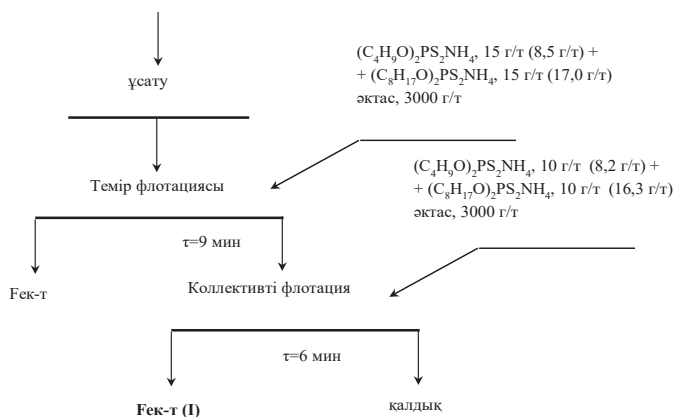 (C₄H₉O)₂PS₂NH₄, 15 г/т (8,5 г/т) +
+ (C₈H₁₇O)₂PS₂NH₄, 15 г/т (17,0 г/т)
әктас, 3000 г/т
ұсату
(C₄H₉O)₂PS₂NH₄, 10 г/т (8,2 г/т) +
+ (C₈H₁₇O)₂PS₂NH₄, 10 г/т (16,3 г/т)
әктас, 3000 г/т
Темір флотациясы
τ=9 мин
Fек-т
Коллективті флотация
τ=6 мин
Fек-т (I)
қалдық